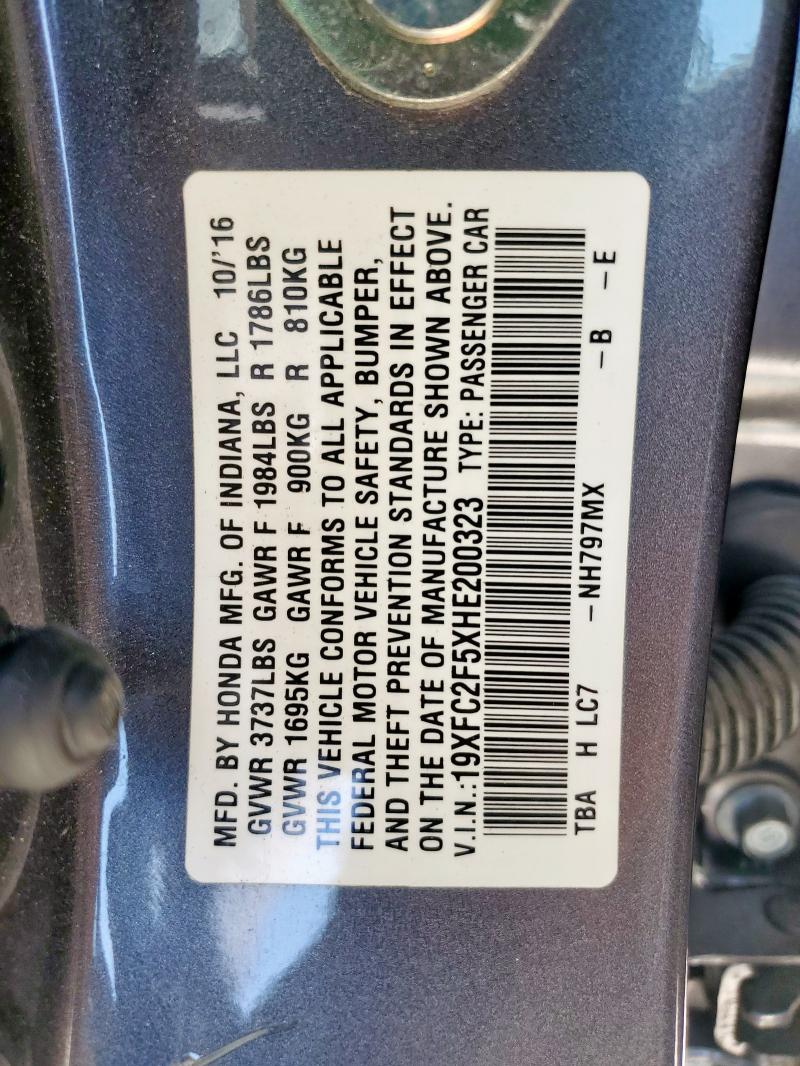 MFD. BY HONDA MFG. OF INDIANA, LLC 10/'16
GVWR 3737LBS GAWR F 1984LBS R 1786LBS
GVWR 1695KG GAWR F 900KG R 810KG
THIS VEHICLE CONFORMS TO ALL APPLICABLE
FEDERAL MOTOR VEHICLE SAFETY, BUMPER,
AND THEFT PREVENTION STANDARDS IN EFFECT
ON THE DATE OF MANUFACTURE SHOWN ABOVE.
V.I.N.:19XFC2F5XHE200323 TYPE: PASSENGER CAR
TBA H LC7 -NH797MX -B -E